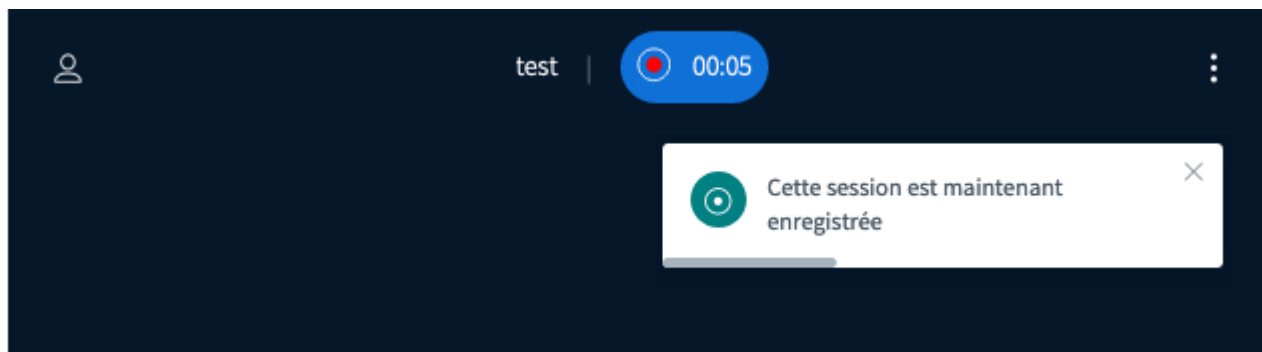 test | 00:05
Cette session est maintenant
enregistrée